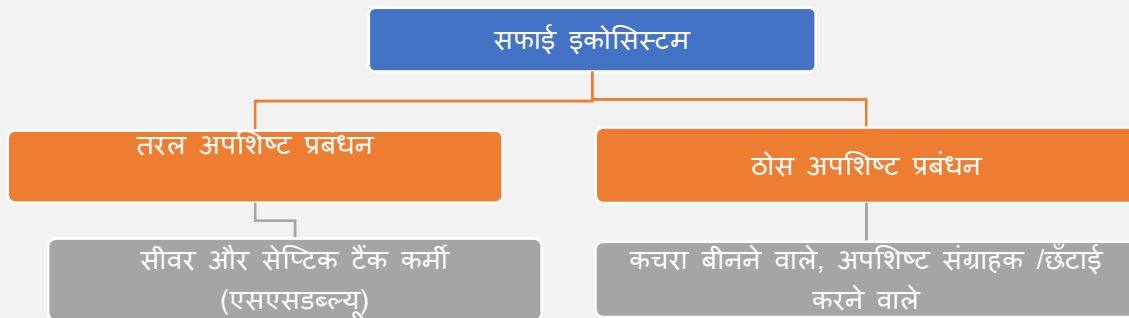 सफाई इकोसिस्टम
तरल अपशिष्ट प्रबंधन
ठोस अपशिष्ट प्रबंधन
सीवर और सेप्टिक टैंक कर्मी
(एसएसडब्ल्यू)
कचरा बीनने वाले, अपशिष्ट संग्राहक /छँटाई
करने वाले